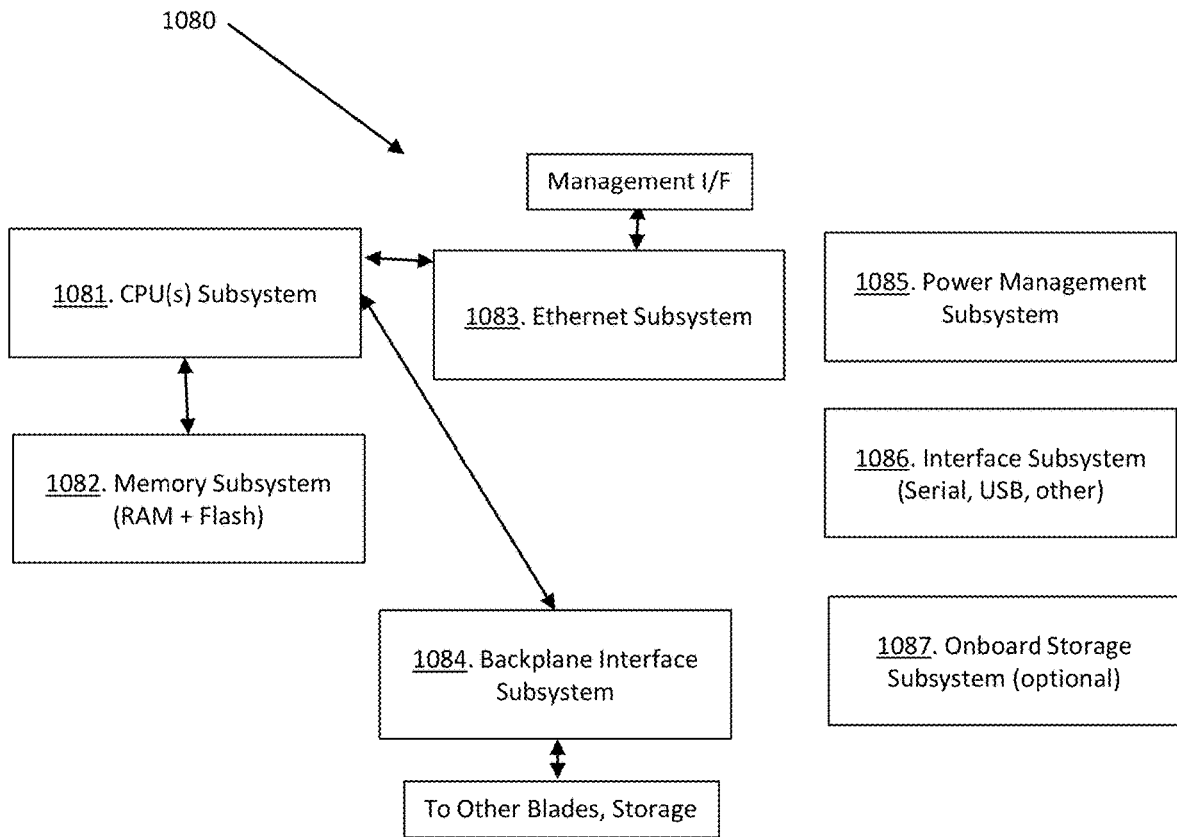 1080
Management I/F
1081. CPU(s) Subsystem
1083. Ethernet Subsystem
1085. Power Management
Subsystem
1082. Memory Subsystem
(RAM + Flash)
1086. Interface Subsystem
(Serial, USB, other)
1084. Backplane Interface
Subsystem
1087. Onboard Storage
Subsystem (optional)
To Other Blades, Storage